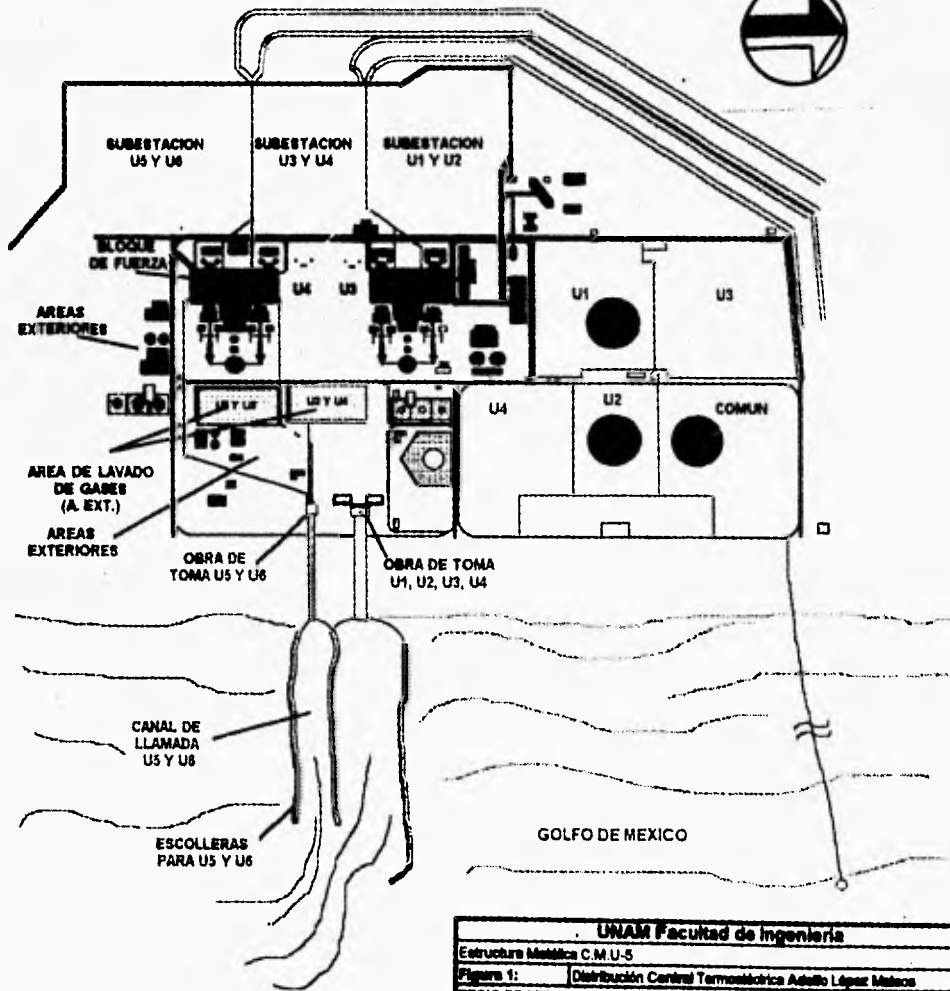 SUBESTACION
U5 Y U6
SUBESTACION
U3 Y U4
SUBESTACION
U1 Y U2
BLOQUE
DE FUERZA
U4
U3
U1
U3
AREAS
EXTERIORES
U3 Y U4
U4
U2
COMUN
AREA DE LAVADO
DE GASES
(A. EXT.)
AREAS
EXTERIORES
OBRA DE
TOMA U5 Y U6
OBRA DE TOMA
U1, U2, U3, U4
CANAL DE
LLAMADA
U5 Y U6
ESCOLLERAS
PARA U5 Y U6
GOLFO DE MEXICO
UNAM Facultad de Ingeniería
Estructura Metálica C.M.U-5
Figura 1: Distribución Central Termoeléctrica Adolfo López Mateos